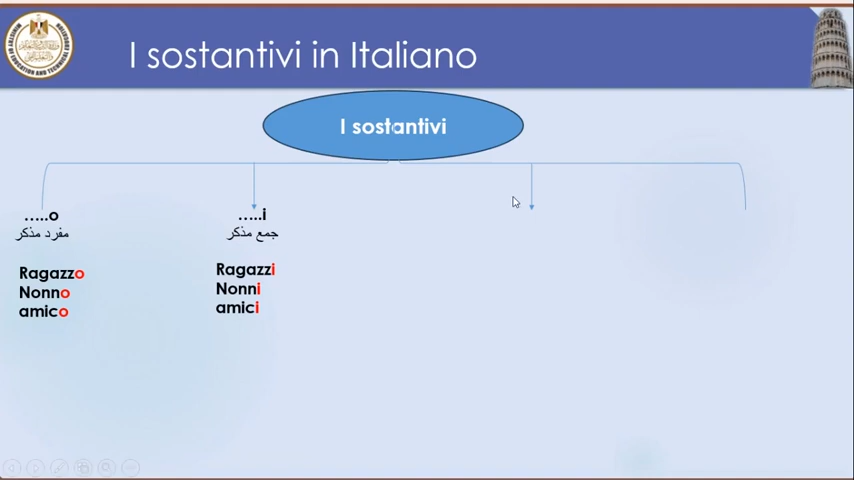 I sostantivi in Italiano
I sostantivi
.....o
مفرد مذكر
Ragazzo
Nonno
amico
.....i
جمع مذكر
Ragazzi
Nonni
amici